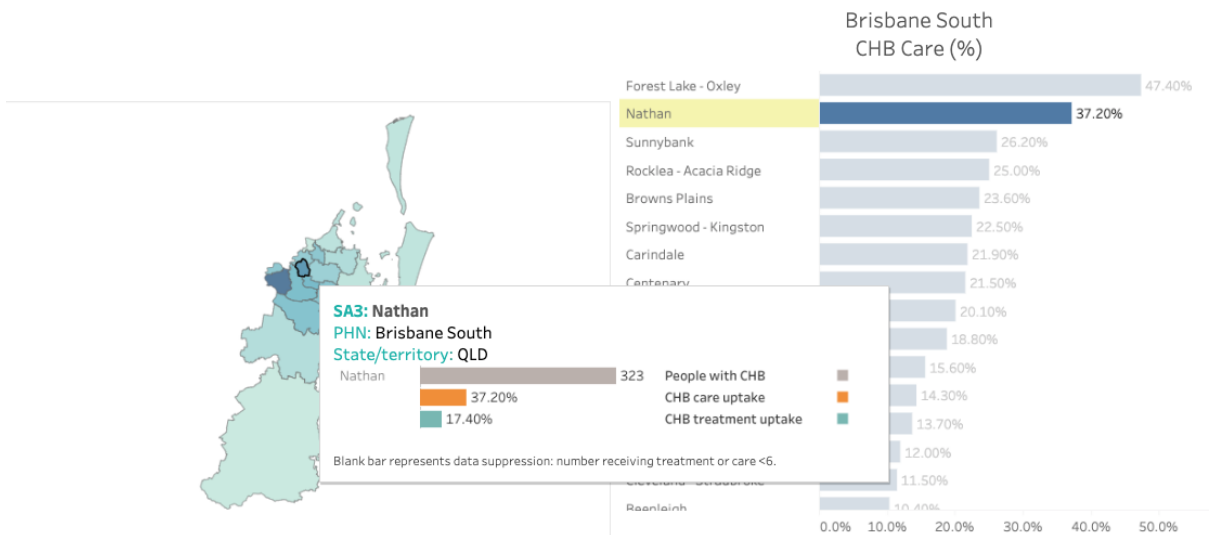 Brisbane South
CHB Care (%)
Forest Lake - Oxley 47.40%
Nathan 37.20%
Sunnybank 26.20%
Rocklea - Acacia Ridge 25.00%
Browns Plains 23.60%
Springwood - Kingston 22.50%
Carindale 21.90%
Centenary 21.50%
20.10%
18.80%
15.60%
14.30%
13.70%
12.00%
Cleveland - Stradbroke 11.50%
Beenleigh 10.40%
0.0% 10.0% 20.0% 30.0% 40.0% 50.0%
SA3: Nathan
PHN: Brisbane South
State/territory: QLD
Nathan 323 People with CHB
37.20% CHB care uptake
17.40% CHB treatment uptake
Blank bar represents data suppression: number receiving treatment or care <6.